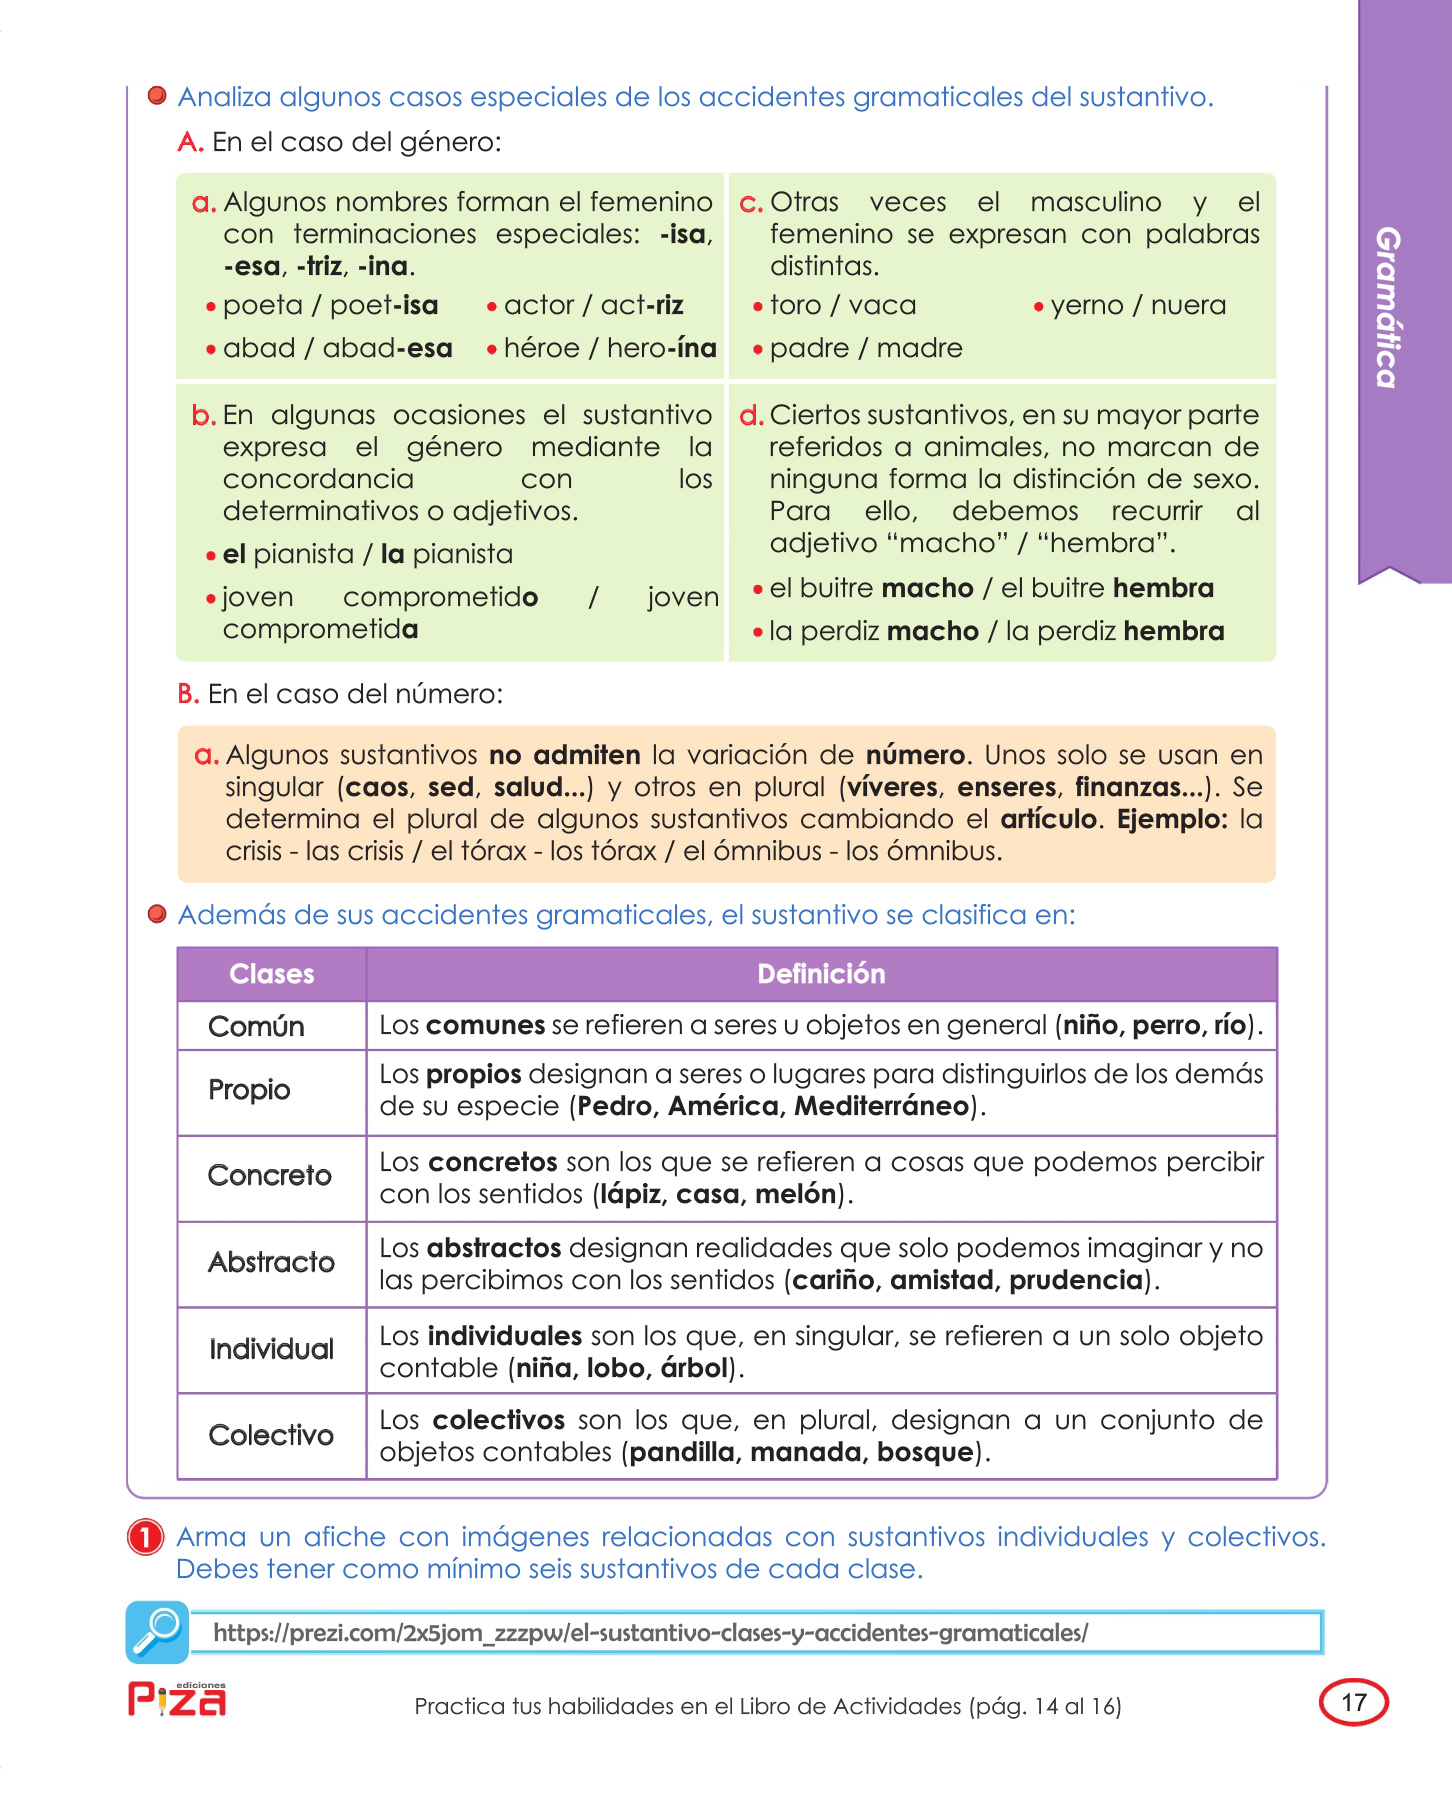 Analiza algunos casos especiales de los accidentes gramaticales del sustantivo.
A. En el caso del género:
a. Algunos nombres forman el femenino
con terminaciones especiales: -isa,
-esa, -triz, -ina.
• poeta / poet-isa • actor / act-riz
• abad / abad-esa • héroe / hero-ína
c. Otras veces el masculino y el
femenino se expresan con palabras
distintas.
• toro / vaca • yerno / nuera
• padre / madre
b. En algunas ocasiones el sustantivo
expresa el género mediante la
concordancia con los
determinativos o adjetivos.
• el pianista / la pianista
• joven comprometido / joven
comprometida
d. Ciertos sustantivos, en su mayor parte
referidos a animales, no marcan de
ninguna forma la distinción de sexo.
Para ello, debemos recurrir al
adjetivo “macho” / “hembra”.
• el buitre macho / el buitre hembra
• la perdiz macho / la perdiz hembra
B. En el caso del número:
a. Algunos sustantivos no admiten la variación de número. Unos solo se usan en
singular (caos, sed, salud...) y otros en plural (víveres, enseres, finanzas...). Se
determina el plural de algunos sustantivos cambiando el artículo. Ejemplo: la
crisis - las crisis / el tórax - los tórax / el ómnibus - los ómnibus.
Además de sus accidentes gramaticales, el sustantivo se clasifica en:
Clases Definición
Común Los comunes se refieren a seres u objetos en general (niño, perro, río).
Propio Los propios designan a seres o lugares para distinguirlos de los demás
de su especie (Pedro, América, Mediterráneo).
Concreto Los concretos son los que se refieren a cosas que podemos percibir
con los sentidos (lápiz, casa, melón).
Abstracto Los abstractos designan realidades que solo podemos imaginar y no
las percibimos con los sentidos (cariño, amistad, prudencia).
Individual Los individuales son los que, en singular, se refieren a un solo objeto
contable (niña, lobo, árbol).
Colectivo Los colectivos son los que, en plural, designan a un conjunto de
objetos contables (pandilla, manada, bosque).
1 Arma un afiche con imágenes relacionadas con sustantivos individuales y colectivos.
Debes tener como mínimo seis sustantivos de cada clase.
https://prezi.com/2x5jom_zzzpw/el-sustantivo-clases-y-accidentes-gramaticales/
ediciones
Piza
Practica tus habilidades en el Libro de Actividades (pág. 14 al 16)
17
Gramática